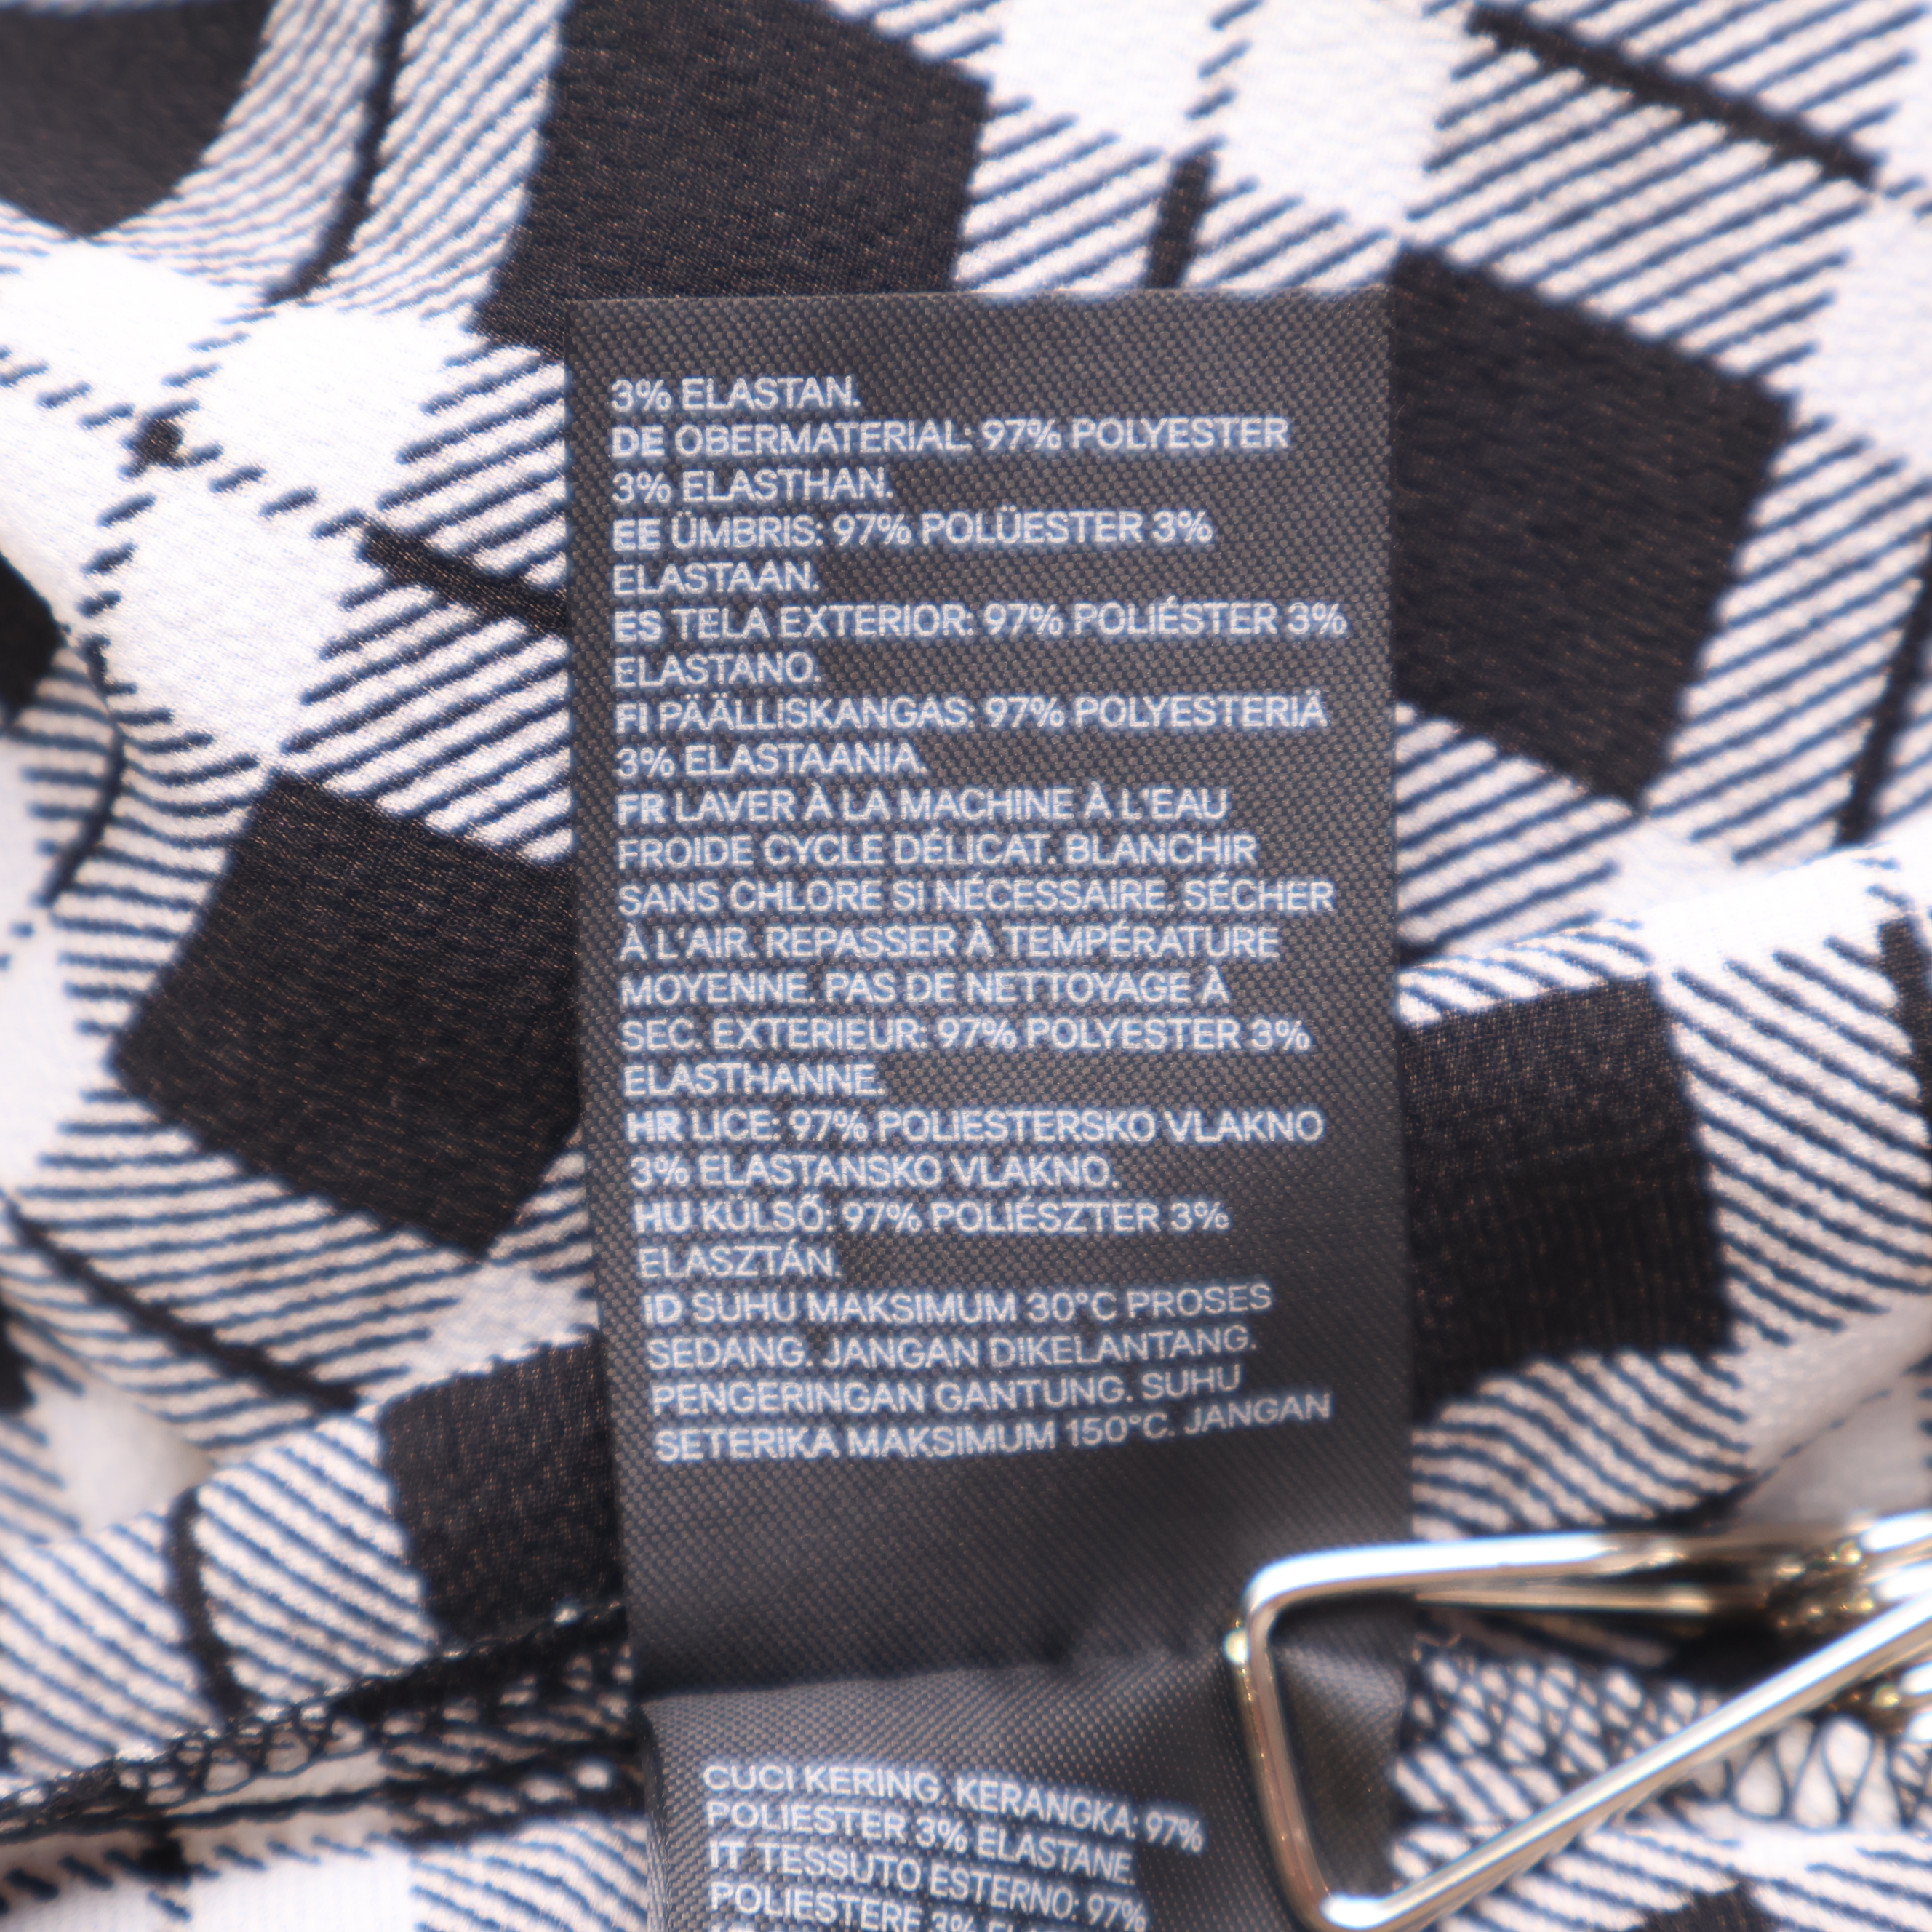 3% ELASTAN.
DE OBERMATERIAL: 97% POLYESTER
3% ELASTHAN.
EE ÜMBRIS: 97% POLÜESTER 3%
ELASTAAN.
ES TELA EXTERIOR: 97% POLIÉSTER 3%
ELASTANO.
FI PÄÄLLISKANGAS: 97% POLYESTERIÄ
3% ELASTAANIA.
FR LAVER À LA MACHINE À L'EAU
FROIDE CYCLE DÉLICAT. BLANCHIR
SANS CHLORE SI NÉCESSAIRE. SÉCHER
À L'AIR. REPASSER À TEMPÉRATURE
MOYENNE. PAS DE NETTOYAGE À
SEC. EXTERIEUR: 97% POLYESTER 3%
ELASTHANNE.
HR LICE: 97% POLIESTERSKO VLAKNO
3% ELASTANSKO VLAKNO.
HU KÜLSŐ: 97% POLIÉSZTER 3%
ELASZTÁN.
ID SUHU MAKSIMUM 30°C PROSES
SEDANG. JANGAN DIKELANTANG.
PENGERINGAN GANTUNG. SUHU
SETERIKA MAKSIMUM 150°C. JANGAN
CUCI KERING. KERANGKA: 97%
POLIESTER 3% ELASTANE
IT TESSUTO ESTERNO: 97%
POLIESTERE 3%